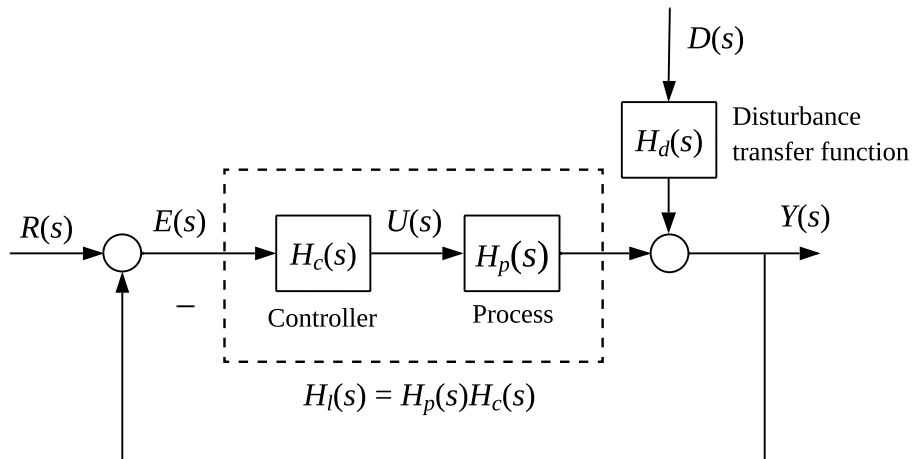 D(s)
H_d(s)
Disturbance
transfer function
R(s)
E(s)
H_c(s)
U(s)
H_p(s)
Y(s)
–
Controller
Process
H_l(s) = H_p(s)H_c(s)